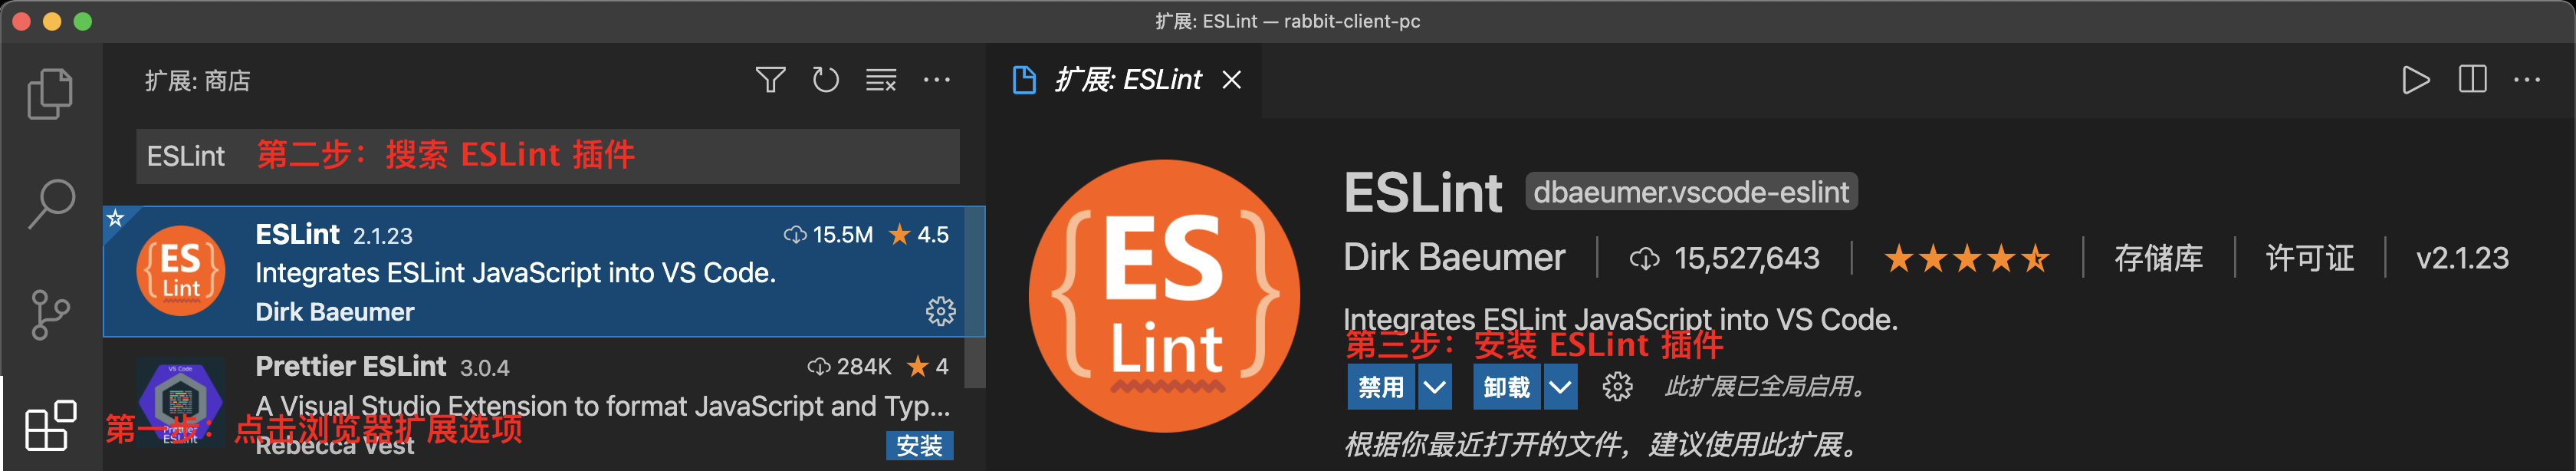 扩展: ESLint — rabbit-client-pc
扩展: 商店
ESLint 第二步：搜索 ESLint 插件
ES
Lint
ESLint 2.1.23 15.5M 4.5
Integrates ESLint JavaScript into VS Code.
Dirk Baeumer
VS Code
Prettier
ESLint
Prettier ESLint 3.0.4 284K 4
A Visual Studio Extension to format JavaScript and Typ...
第一步：点击浏览器扩展选项
Rebecca Vest
安装
扩展: ESLint
ES
Lint
ESLint dbaeumer.vscode-eslint
Dirk Baeumer 15,527,643 存储库 许可证 v2.1.23
Integrates ESLint JavaScript into VS Code.
第三步：安装 ESLint 插件
禁用 卸载 此扩展已全局启用。
根据你最近打开的文件，建议使用此扩展。